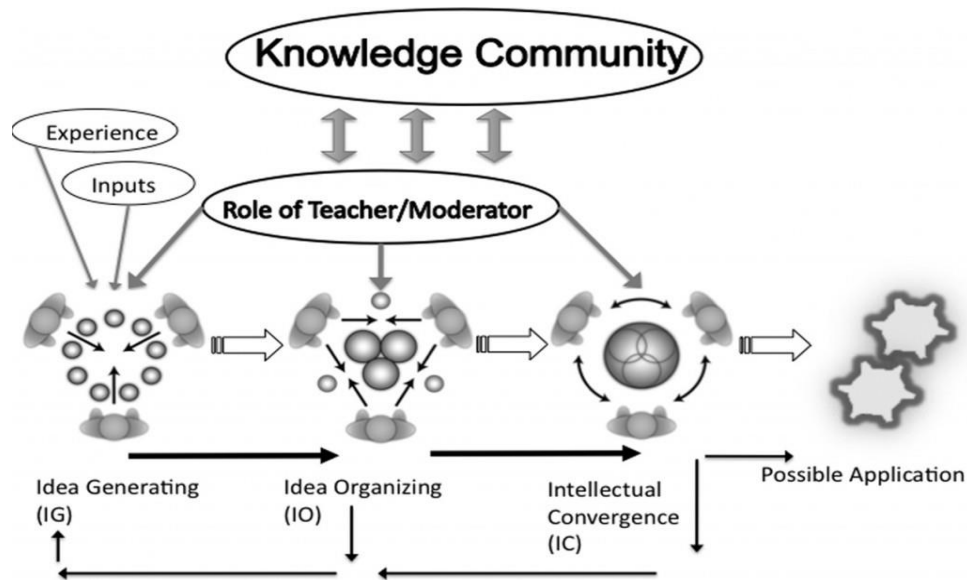 Knowledge Community
Experience
Inputs
Role of Teacher/Moderator
Idea Generating
(IG)
Idea Organizing
(IO)
Intellectual
Convergence
(IC)
Possible Application